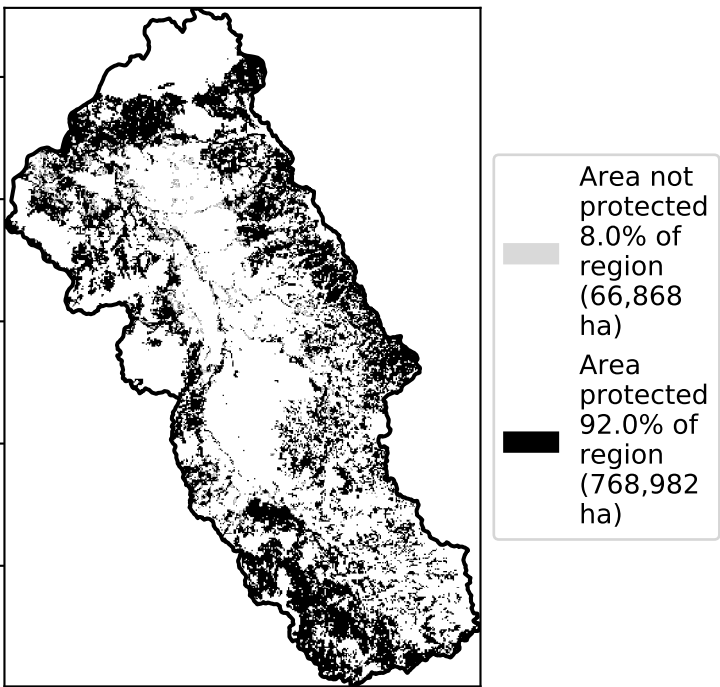 Area not
protected
8.0% of
region
(66,868
ha)
Area
protected
92.0% of
region
(768,982
ha)